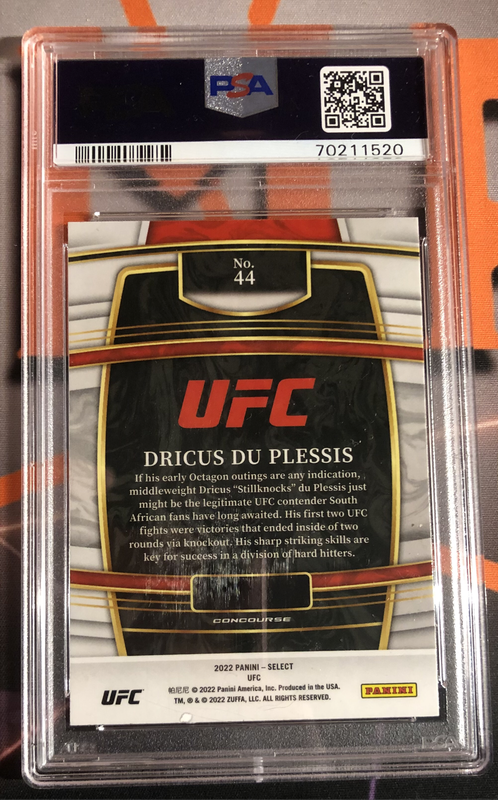 PSA
70211520
No.
44
UFC
DRICUS DU PLESSIS
If his early Octagon outings are any indication,
middleweight Dricus “Stillknocks” du Plessis just
might be the legitimate UFC contender South
African fans have long awaited. His first two UFC
fights were victories that ended inside of two
rounds via knockout. His sharp striking skills are
key for success in a division of hard hitters.
CONCOURSE
2022 PANINI – SELECT
UFC
帕尼尼 © 2022 Panini America, Inc. Produced in the USA.
TM, ® & © 2022 ZUFFA, LLC. ALL RIGHTS RESERVED.
UFC
PANINI